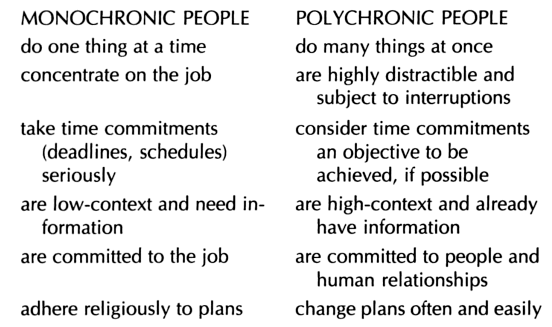 MONOCHRONIC PEOPLE POLYCHRONIC PEOPLE
do one thing at a time do many things at once
concentrate on the job are highly distractible and
subject to interruptions
take time commitments consider time commitments
(deadlines, schedules) an objective to be
seriously achieved, if possible
are low-context and need in- are high-context and already
formation have information
are committed to the job are committed to people and
human relationships
adhere religiously to plans change plans often and easily